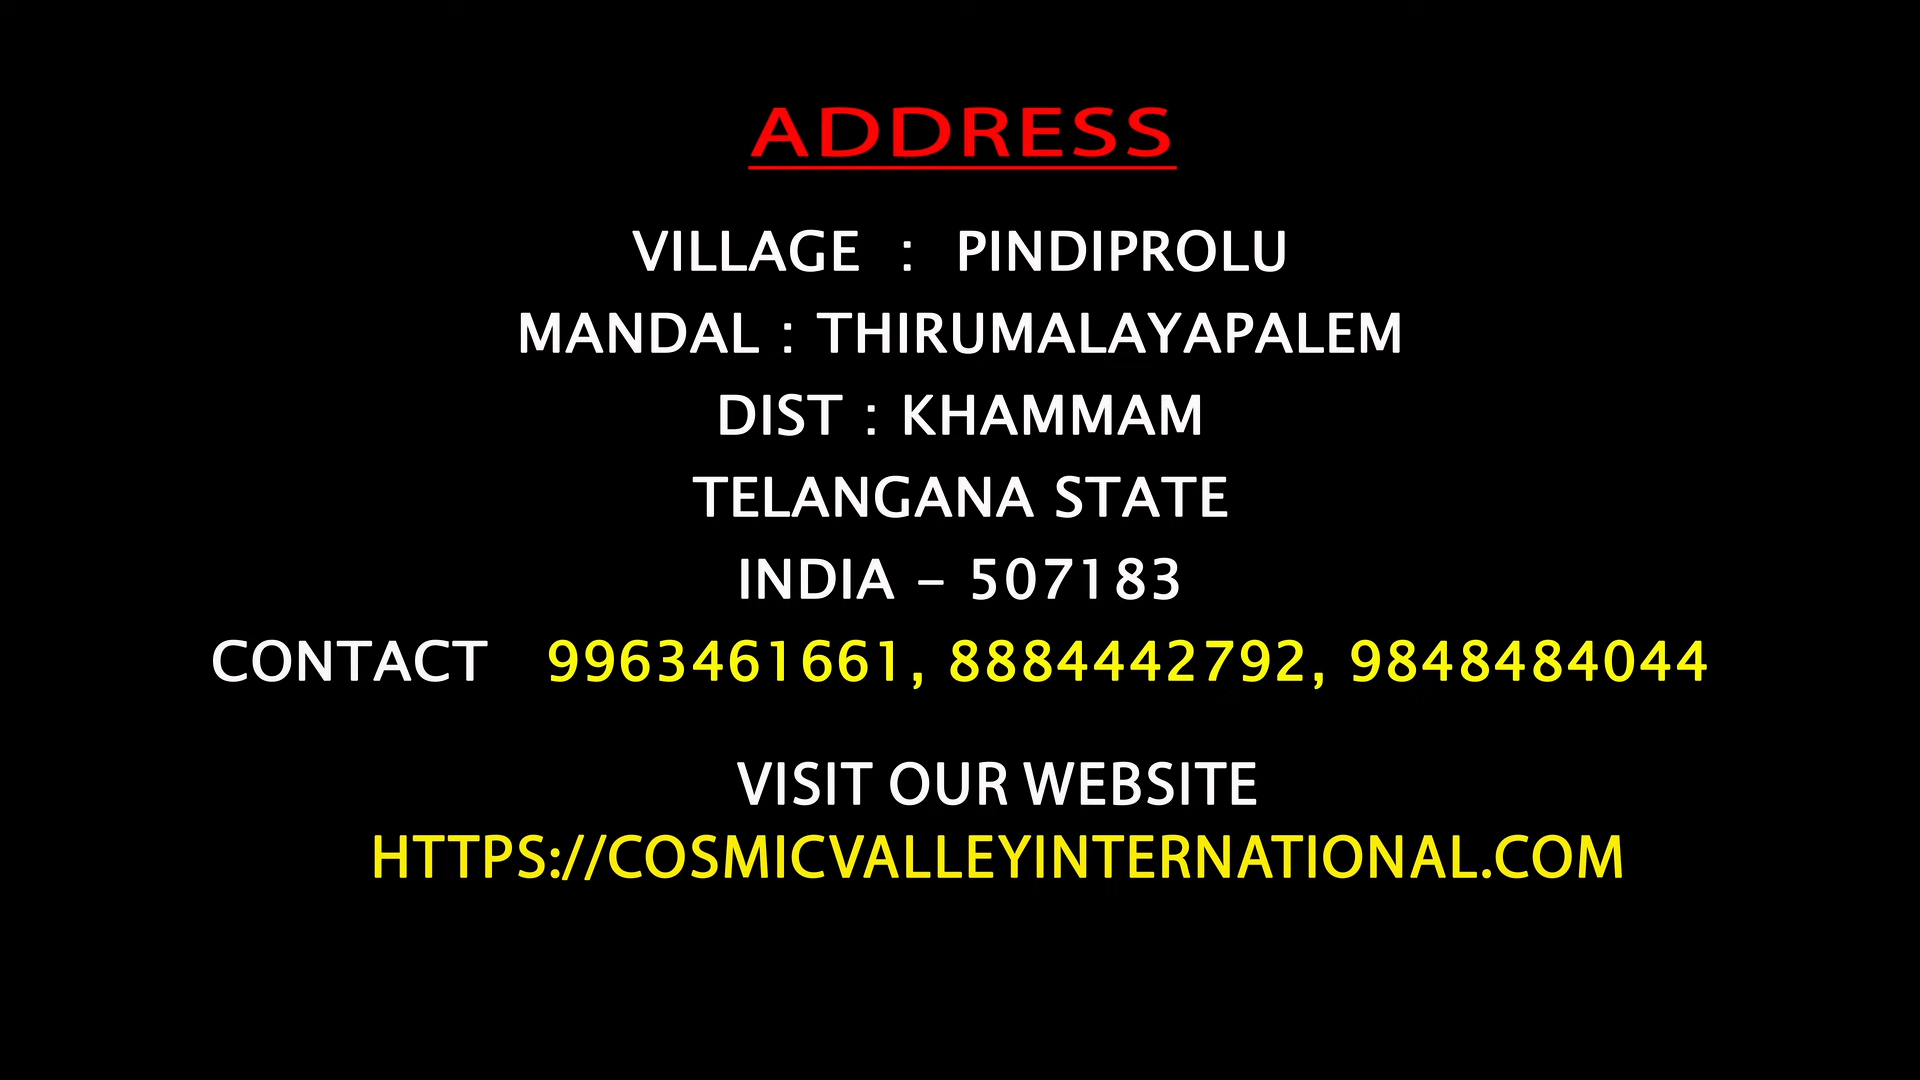 ADDRESS
VILLAGE : PINDIPROLU
MANDAL : THIRUMALAYAPALEM
DIST : KHAMMAM
TELANGANA STATE
INDIA - 507183
CONTACT 9963461661, 8884442792, 9848484044
VISIT OUR WEBSITE
HTTPS://COSMICVALLEYINTERNATIONAL.COM